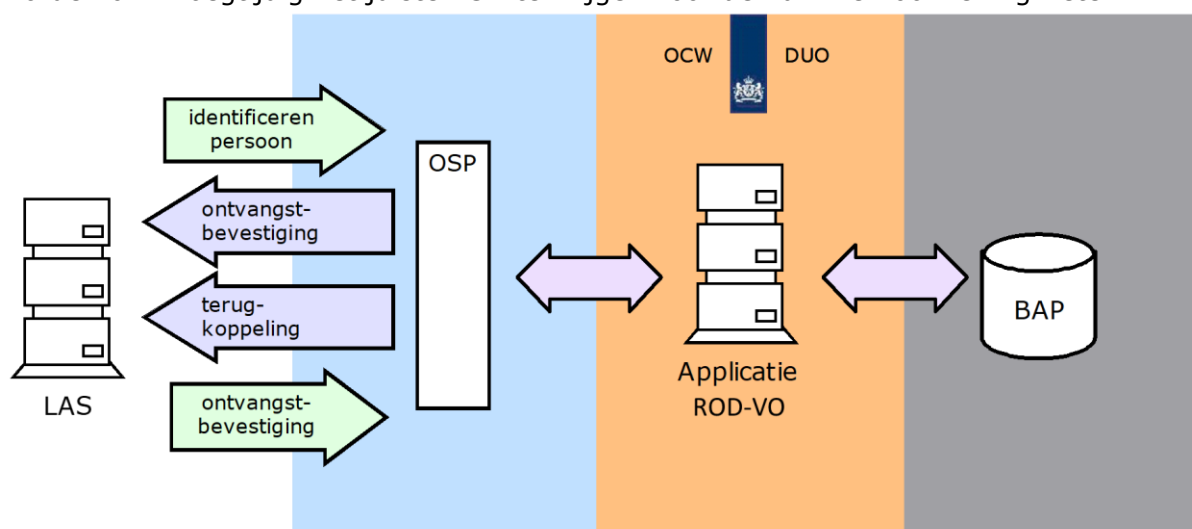 OCW DUO
identificeren
persoon
OSP
ontvangst-
bevestiging
terug-
koppeling
BAP
Applicatie
ROD-VO
LAS
ontvangst-
bevestiging